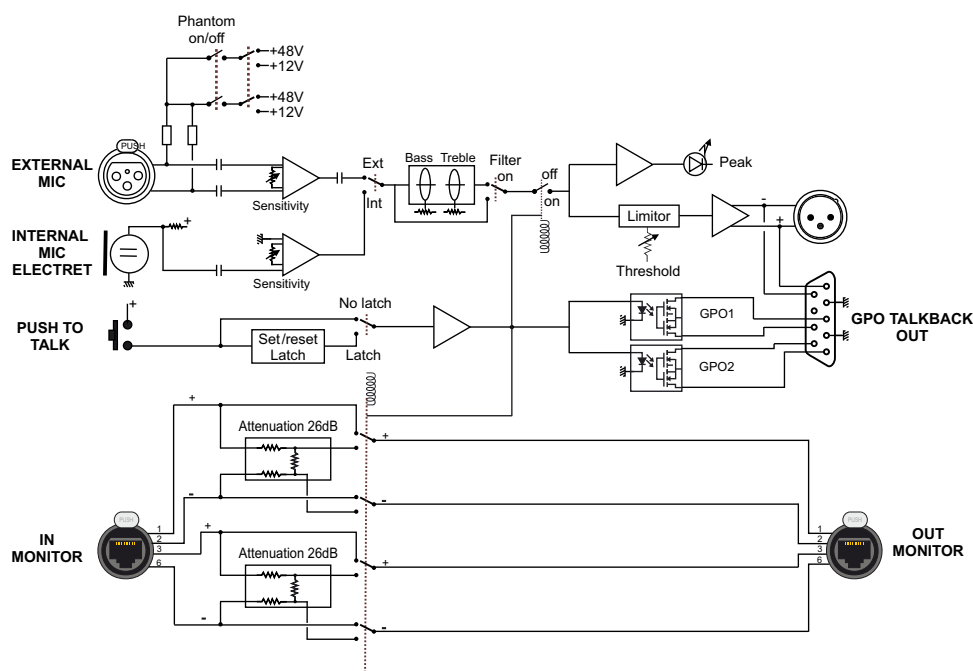 Phantom
on/off
+48V
+12V
+48V
+12V
EXTERNAL
MIC
PUSH
Sensitivity
Ext
Int
Bass Treble
Filter
on
off
on
Peak
Limitor
Threshold
-
+
INTERNAL
MIC
ELECTRET
+
Sensitivity
PUSH TO
TALK
+
No latch
Set/reset
Latch
Latch
GPO1
GPO2
GPO TALKBACK
OUT
+
Attenuation 26dB
+
-
-
IN
MONITOR
PUSH
1
2
3
6
+
Attenuation 26dB
+
-
-
PUSH
1
2
3
6
OUT
MONITOR